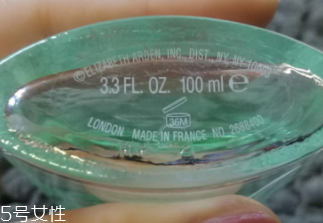 ©ELIZABETH ARDEN, INC. DIST., NY, NY
3.3 FL. OZ. 100 ml ℮
36M
LONDON MADE IN FRANCE NO. 2688400
5号女性